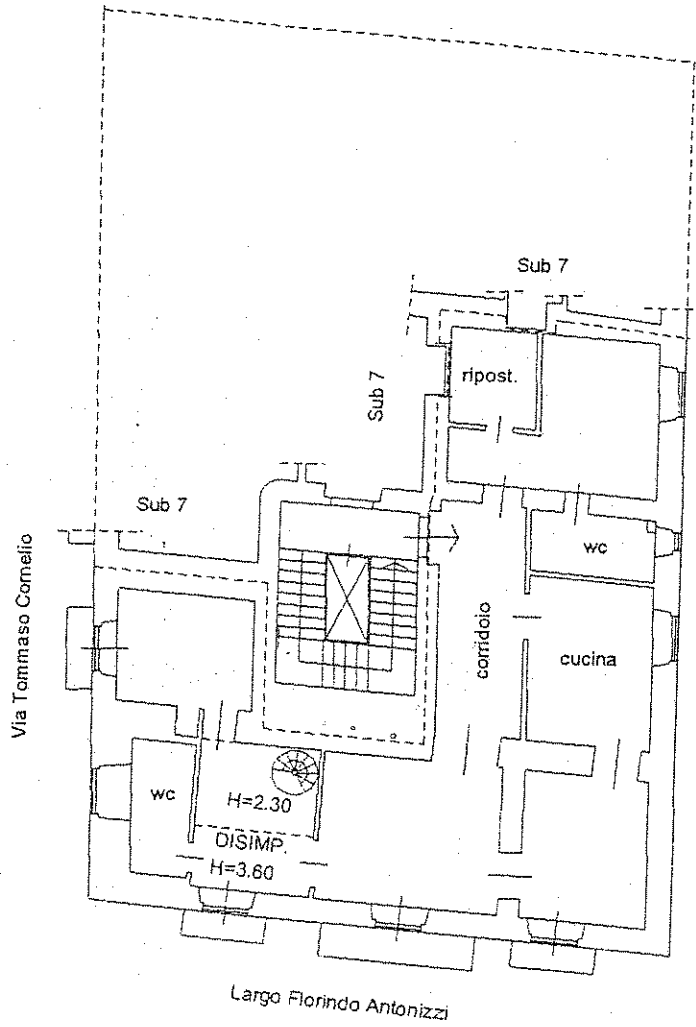 Sub 7
ripost.
Sub 7
Sub 7
wc
corridoio
cucina
Via Tommaso Cornelio
wc
H=2.30
DISIMP.
H=3.60
Largo Florindo Antonizzi